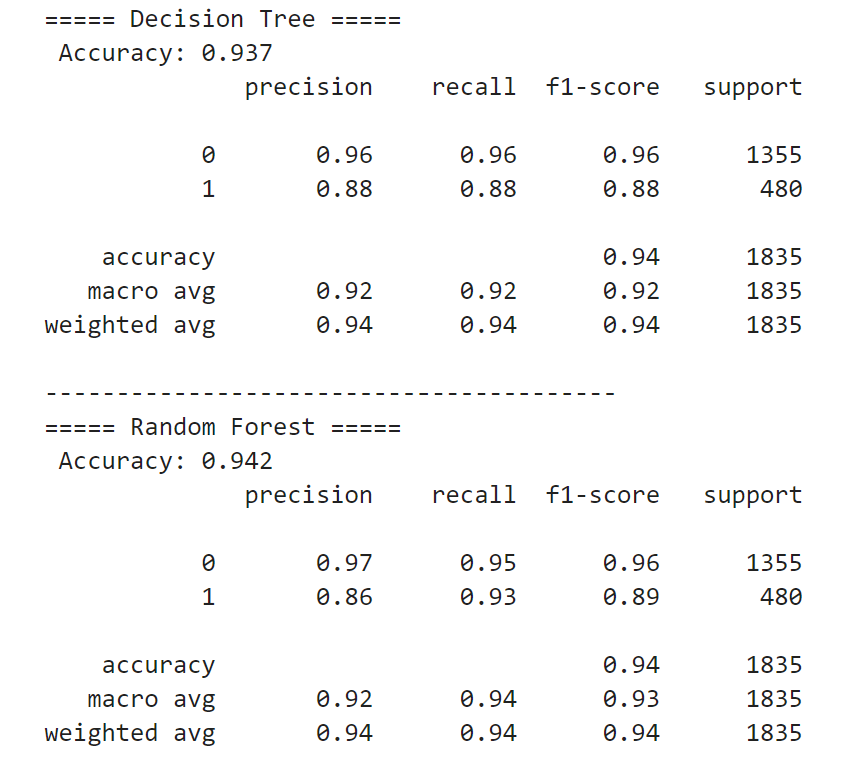 ===== Decision Tree =====
 Accuracy: 0.937
              precision    recall  f1-score   support

           0       0.96      0.96      0.96      1355
           1       0.88      0.88      0.88       480

    accuracy                           0.94      1835
   macro avg       0.92      0.92      0.92      1835
weighted avg       0.94      0.94      0.94      1835

----------------------------------------
===== Random Forest =====
 Accuracy: 0.942
              precision    recall  f1-score   support

           0       0.97      0.95      0.96      1355
           1       0.86      0.93      0.89       480

    accuracy                           0.94      1835
   macro avg       0.92      0.94      0.93      1835
weighted avg       0.94      0.94      0.94      1835